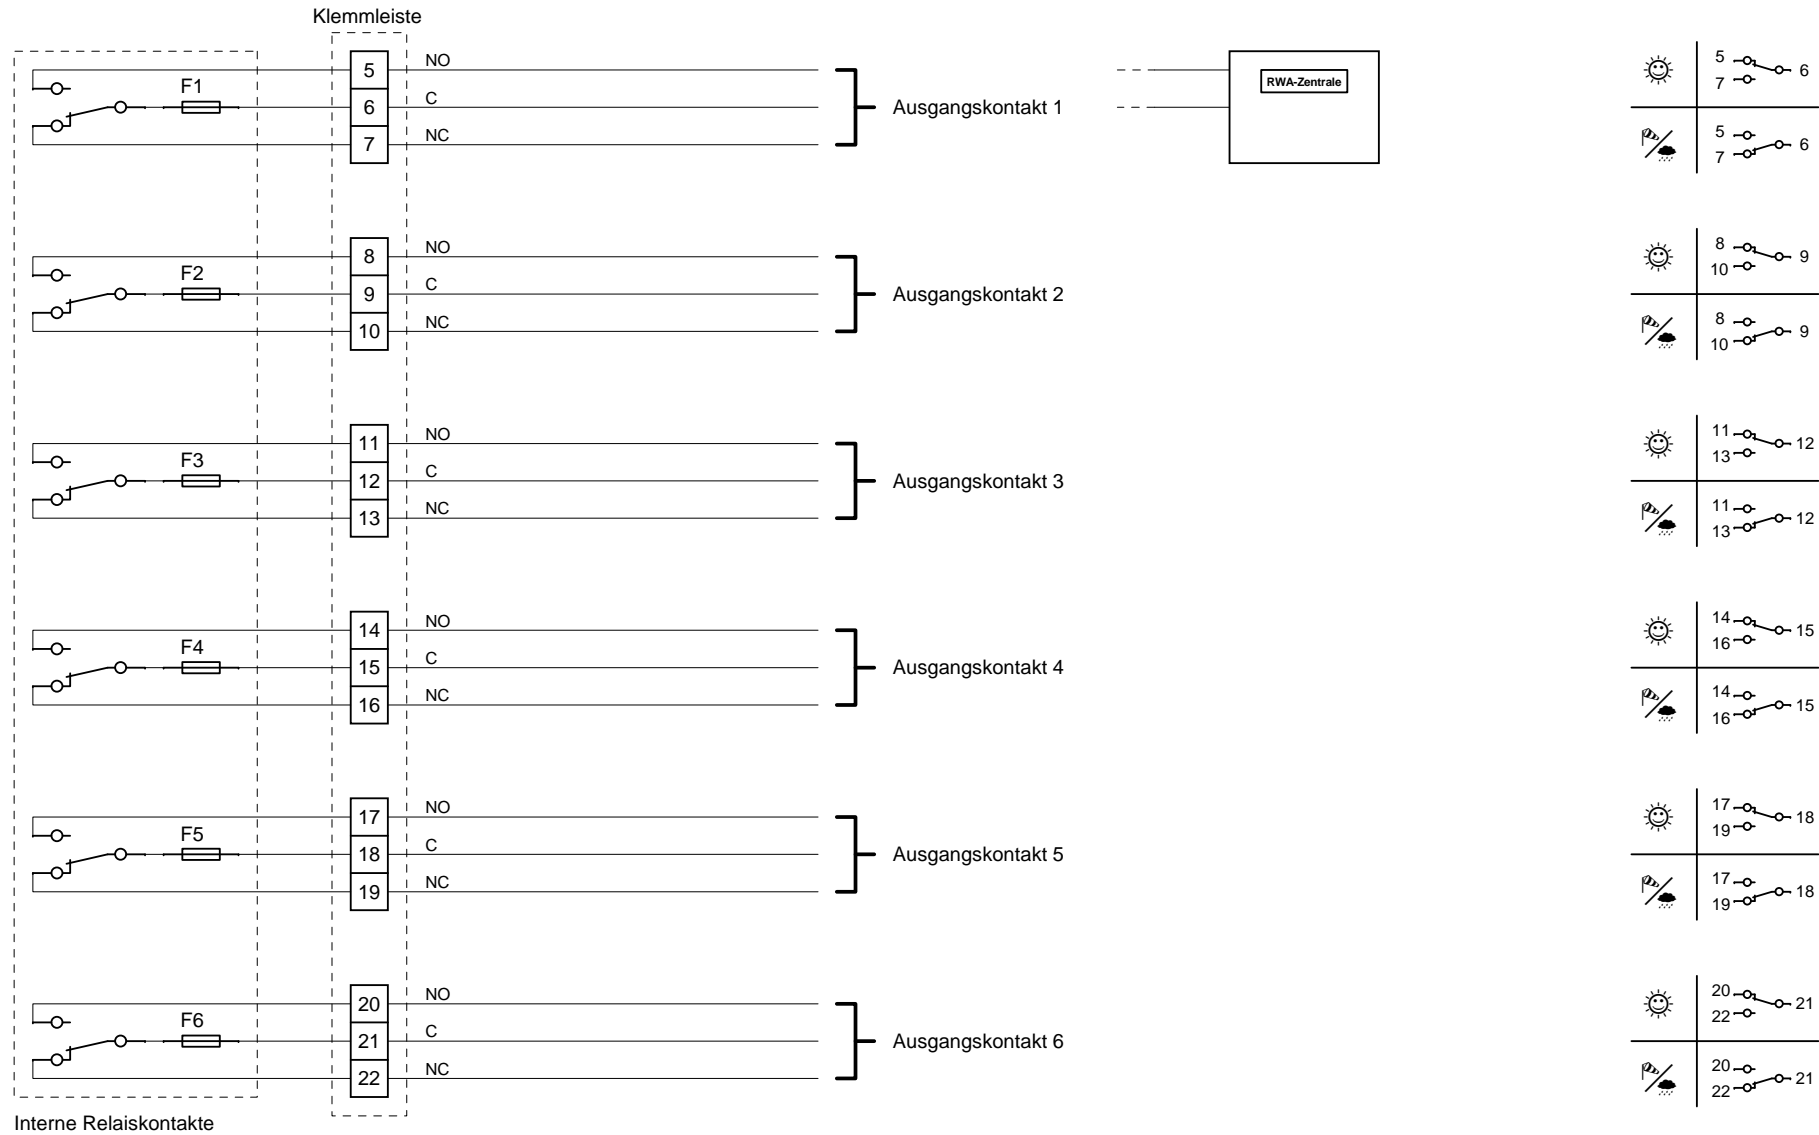 Klemmleiste
5 NO
F1
6 C
7 NC
Ausgangskontakt 1
RWA-Zentrale
5
7 6
5
7 6
8 NO
F2
9 C
10 NC
Ausgangskontakt 2
8
10 9
8
10 9
11 NO
F3
12 C
13 NC
Ausgangskontakt 3
11
13 12
11
13 12
14 NO
F4
15 C
16 NC
Ausgangskontakt 4
14
16 15
14
16 15
17 NO
F5
18 C
19 NC
Ausgangskontakt 5
17
19 18
17
19 18
20 NO
F6
21 C
22 NC
Ausgangskontakt 6
20
22 21
20
22 21
Interne Relaiskontakte